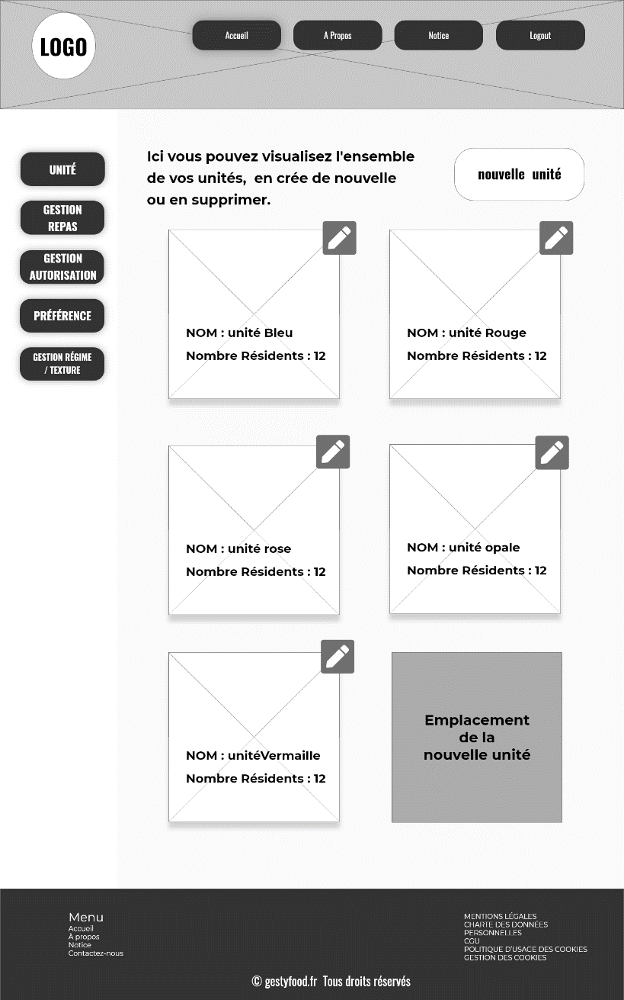 LOGO
Accueil
A Propos
Notice
Logout
UNITÉ
GESTION
REPAS
GESTION
AUTORISATION
PRÉFÉRENCE
GESTION RÉGIME
/ TEXTURE
Ici vous pouvez visualisez l'ensemble
de vos unités, en crée de nouvelle
ou en supprimer.
nouvelle unité
NOM : unité Bleu
Nombre Résidents : 12
NOM : unité Rouge
Nombre Résidents : 12
NOM : unité rose
Nombre Résidents : 12
NOM : unité opale
Nombre Résidents : 12
NOM : unitéVermaille
Nombre Résidents : 12
Emplacement
de la
nouvelle unité
Menu
Accueil
À propos
Notice
Contactez-nous
MENTIONS LÉGALES
CHARTE DES DONNÉES
PERSONNELLES
CGU
POLITIQUE D'USACE DES COOKIES
GESTION DES COOKIES
© gestyfood.fr Tous droits réservés